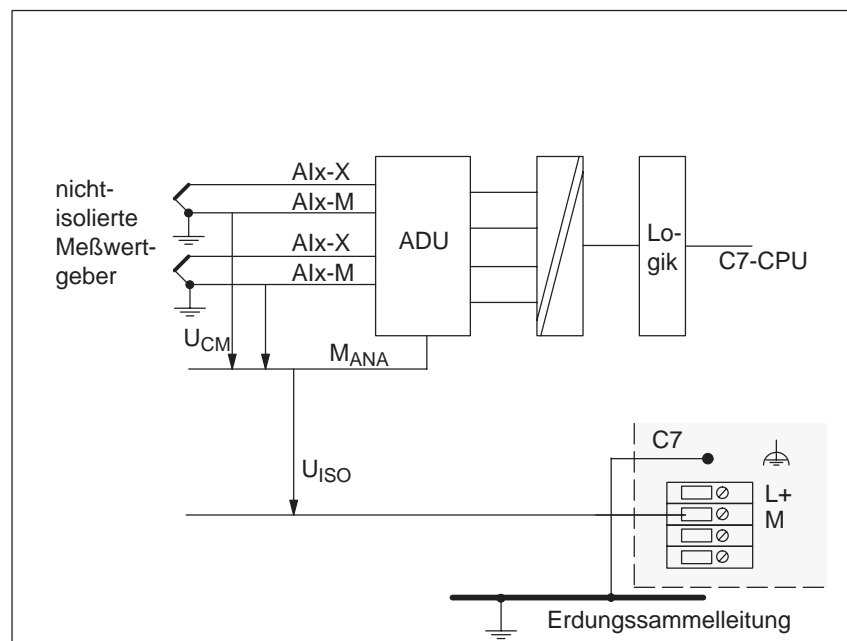 nicht-
isolierte
Meßwert-
geber
AIx-X
AIx-M
AIx-X
AIx-M
ADU
Lo-
gik
C7-CPU
UCM
MANA
UISO
C7
L+
M
Erdungssammelleitung